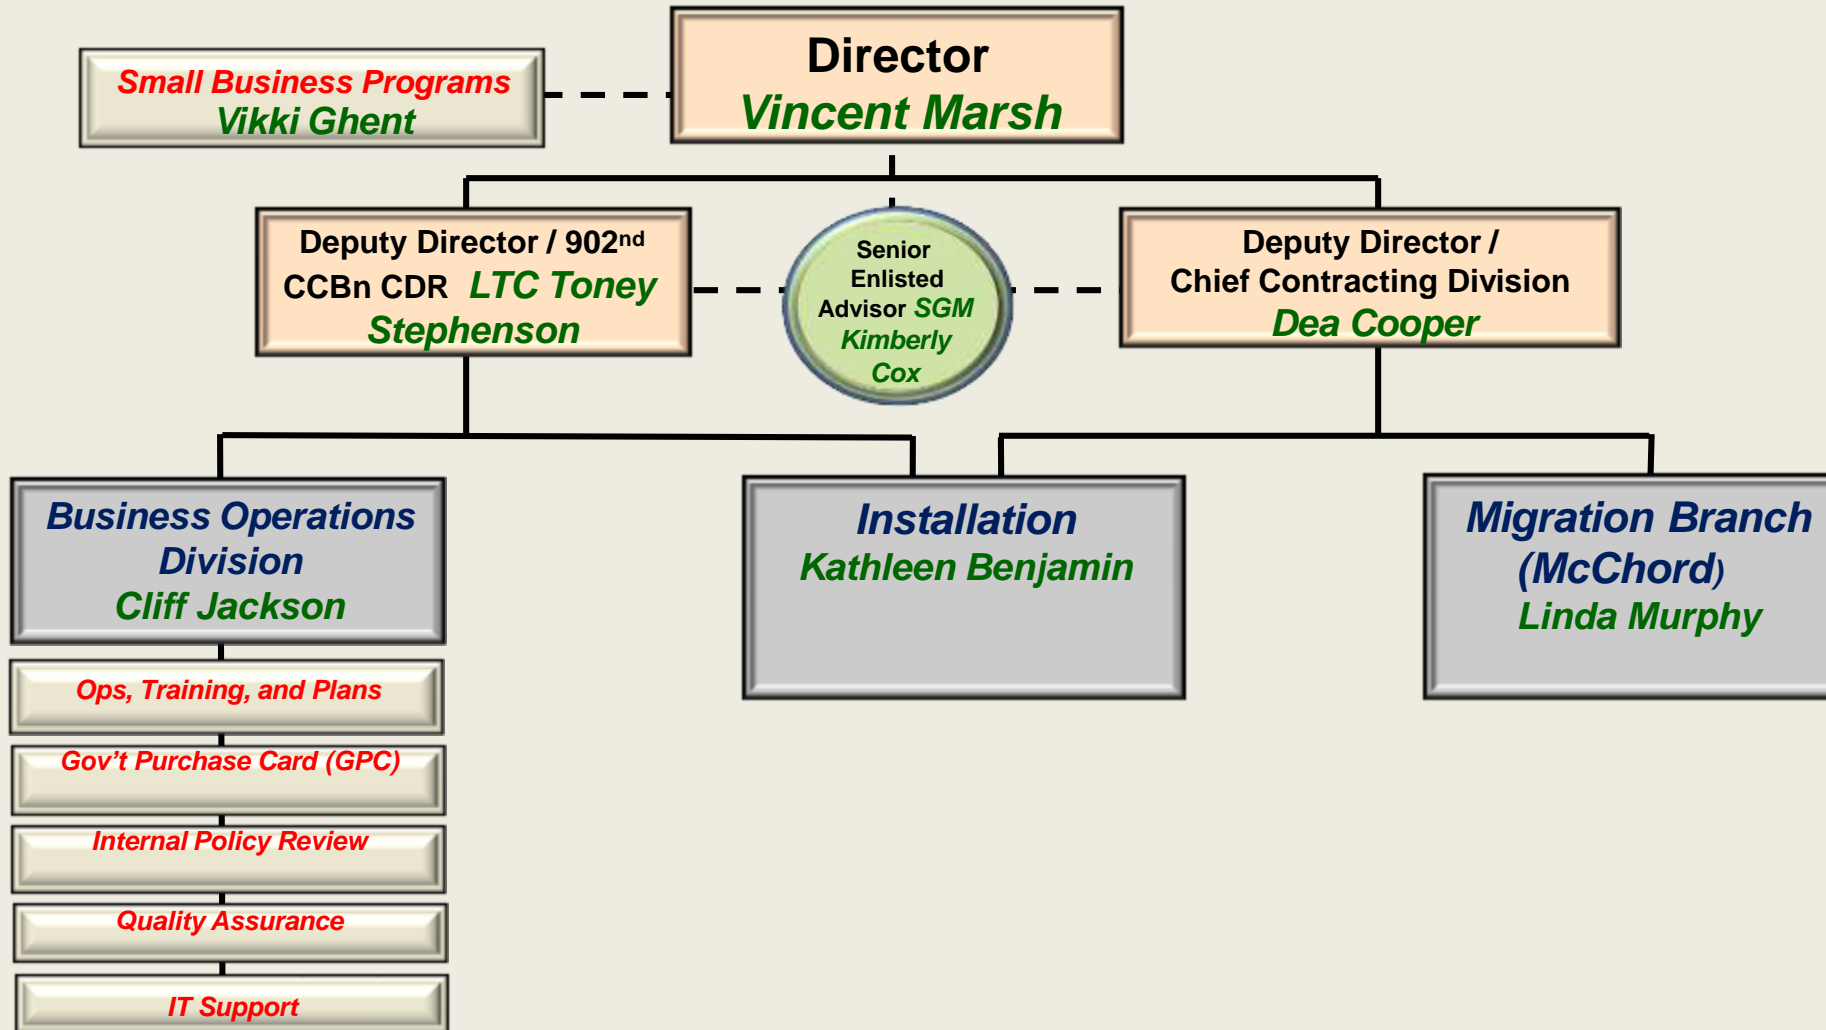 Director
Vincent Marsh
Small Business Programs
Vikki Ghent
Deputy Director / 902nd
CCBn CDR LTC Toney
Stephenson
Senior
Enlisted
Advisor SGM
Kimberly
Cox
Deputy Director /
Chief Contracting Division
Dea Cooper
Business Operations
Division
Cliff Jackson
Installation
Kathleen Benjamin
Migration Branch
(McChord)
Linda Murphy
Ops, Training, and Plans
Gov’t Purchase Card (GPC)
Internal Policy Review
Quality Assurance
IT Support